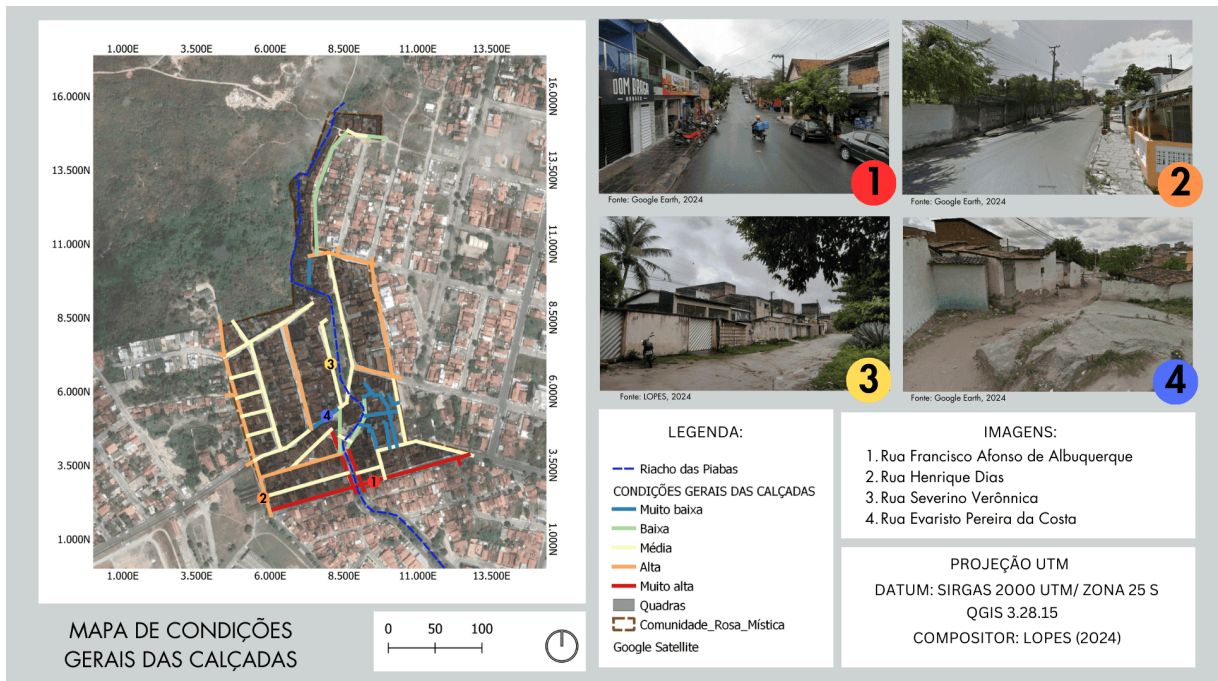 1.000E 3.500E 6.000E 8.500E 11.000E 13.500E
16.000N
13.500N
11.000N
8.500N
6.000N
3.500N
1.000N
16.000N
13.500N
11.000N
8.500N
6.000N
3.500N
1.000N
1.000E 3.500E 6.000E 8.500E 11.000E 13.500E
3
4
2
1
MAPA DE CONDIÇÕES
GERAIS DAS CALÇADAS
0 50 100
DOM BRAGA
1
Fonte: Google Earth, 2024
2
Fonte: Google Earth, 2024
3
Fonte: LOPES, 2024
4
Fonte: Google Earth, 2024
LEGENDA:
Riacho das Piabas
CONDIÇÕES GERAIS DAS CALÇADAS
Muito baixa
Baixa
Média
Alta
Muito alta
Quadras
Comunidade_Rosa_Mística
Google Satellite
IMAGENS:
1. Rua Francisco Afonso de Albuquerque
2. Rua Henrique Dias
3. Rua Severino Verônnica
4. Rua Evaristo Pereira da Costa
PROJEÇÃO UTM
DATUM: SIRGAS 2000 UTM/ ZONA 25 S
QGIS 3.28.15
COMPOSITOR: LOPES (2024)